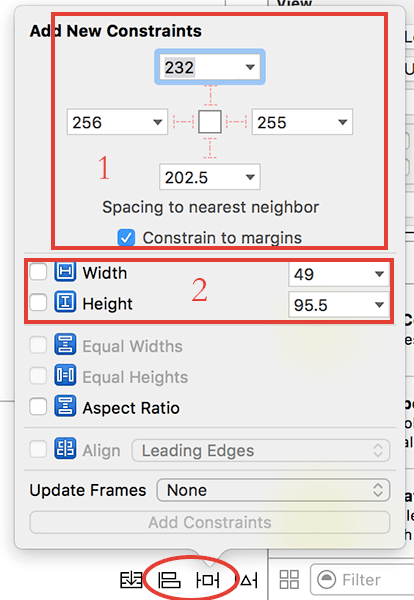 View
Add New Constraints
232
256
255
1
202.5
Spacing to nearest neighbor
Constrain to margins
Width
49
2
Height
95.5
Equal Widths
Equal Heights
Aspect Ratio
Align
Leading Edges
Update Frames
None
Add Constraints
Filter